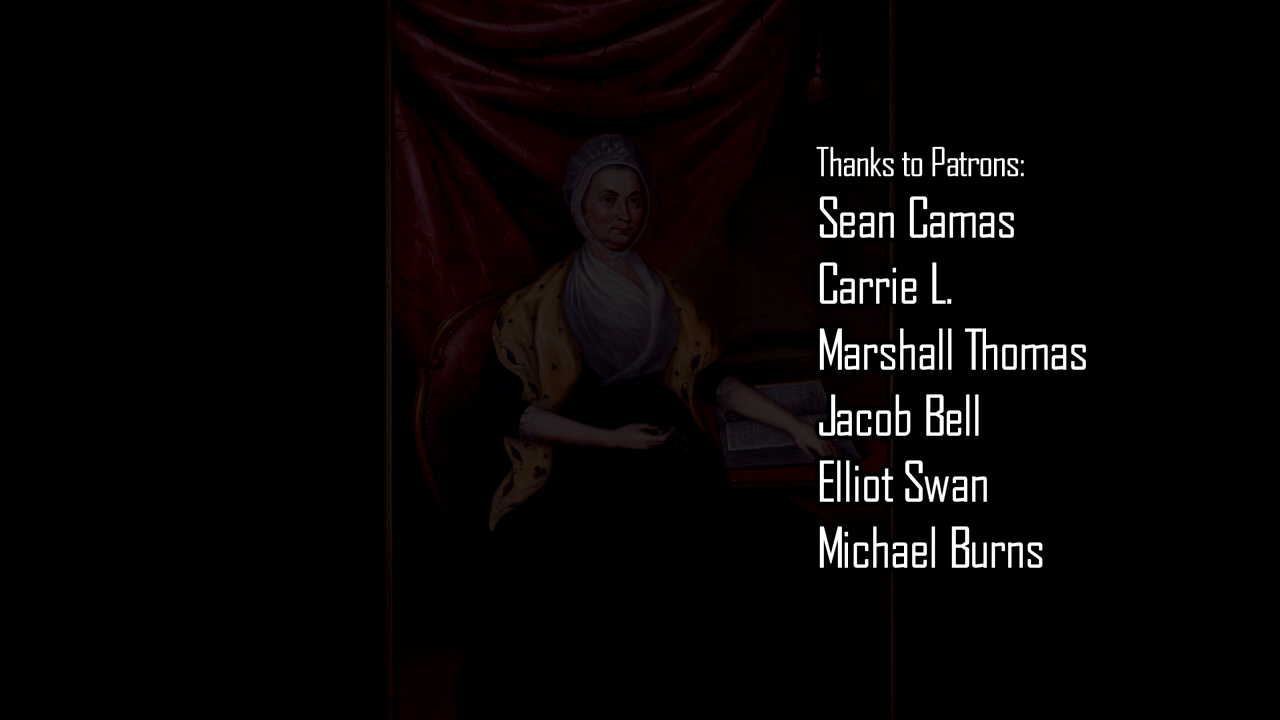 Thanks to Patrons:
Sean Camas
Carrie L.
Marshall Thomas
Jacob Bell
Elliot Swan
Michael Burns